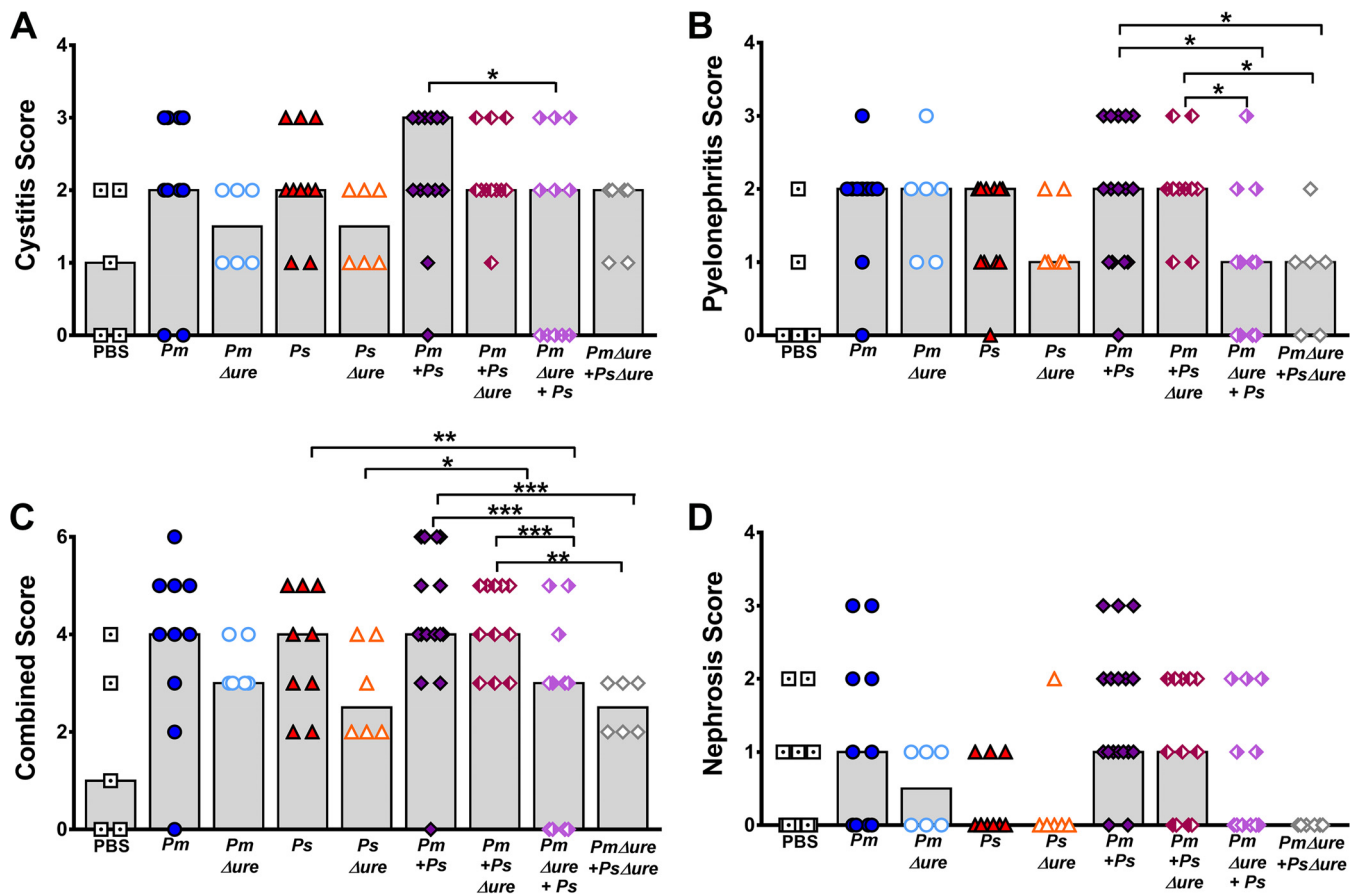 A
B
Cystitis Score
4
3
2
1
0
*
PBS
Pm
Pm
Δure
Ps
Ps
Δure
Pm
+Ps
Pm
+Ps
Δure
Pm
Δure
+ Ps
PmΔure
+PsΔure
Pyelonephritis Score
4
3
2
1
0
*
*
*
*
PBS
Pm
Pm
Δure
Ps
Ps
Δure
Pm
+Ps
Pm
+Ps
Δure
Pm
Δure
+ Ps
PmΔure
+PsΔure
C
Combined Score
6
4
2
0
**
*
***
***
***
**
PBS
Pm
Pm
Δure
Ps
Ps
Δure
Pm
+Ps
Pm
+Ps
Δure
Pm
Δure
+ Ps
PmΔure
+PsΔure
D
Nephrosis Score
4
3
2
1
0
PBS
Pm
Pm
Δure
Ps
Ps
Δure
Pm
+Ps
Pm
+Ps
Δure
Pm
Δure
+ Ps
PmΔure
+PsΔure